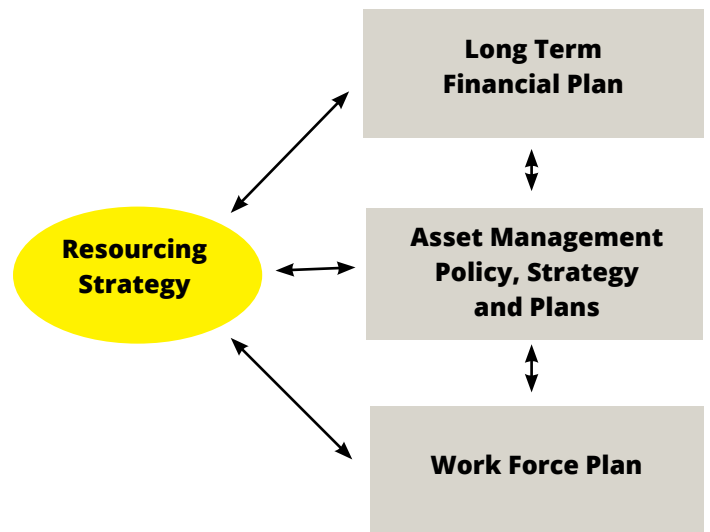 Long Term
Financial Plan
Resourcing
Strategy
Asset Management
Policy, Strategy
and Plans
Work Force Plan